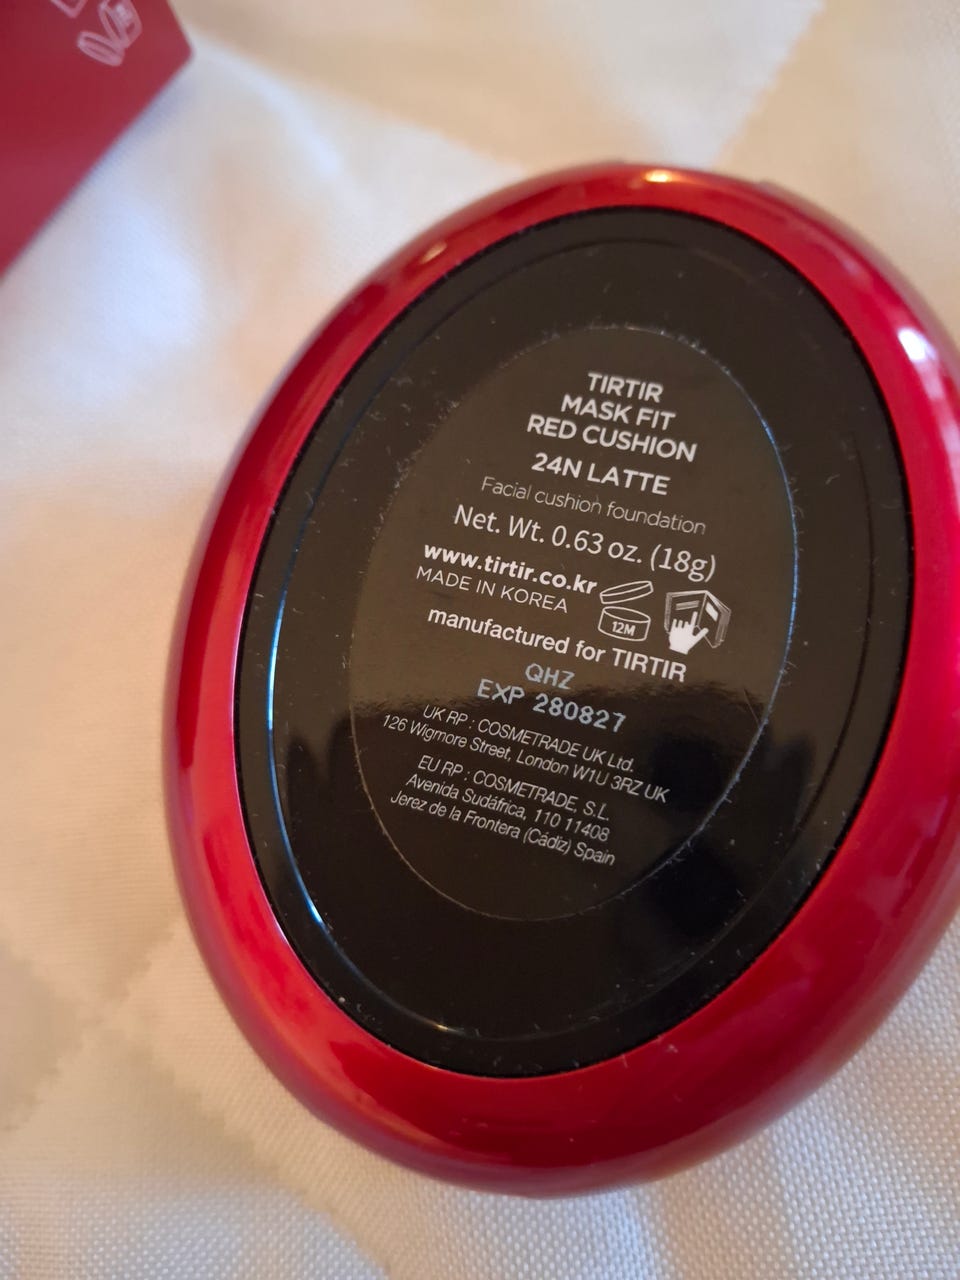 TIRTIR
MASK FIT
RED CUSHION
24N LATTE
Facial cushion foundation
Net. Wt. 0.63 oz. (18g)
www.tirtir.co.kr
MADE IN KOREA
12M
manufactured for TIRTIR
QHZ
EXP 280827
UK RP : COSMETRADE UK Ltd.
126 Wigmore Street, London W1U 3RZ UK
EU RP : COSMETRADE, S.L.
Avenida Sudáfrica, 110 11408
Jerez de la Frontera (Cádiz) Spain